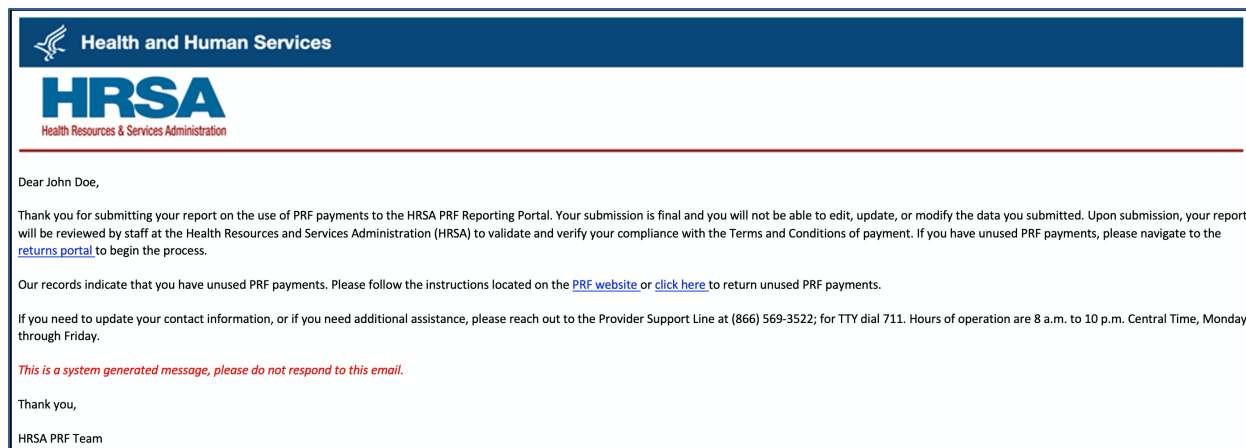 Health and Human Services
HRSA
Health Resources & Services Administration
Dear John Doe,
Thank you for submitting your report on the use of PRF payments to the HRSA PRF Reporting Portal. Your submission is final and you will not be able to edit, update, or modify the data you submitted. Upon submission, your report
will be reviewed by staff at the Health Resources and Services Administration (HRSA) to validate and verify your compliance with the Terms and Conditions of payment. If you have unused PRF payments, please navigate to the
returns portal to begin the process.
Our records indicate that you have unused PRF payments. Please follow the instructions located on the PRF website or click here to return unused PRF payments.
If you need to update your contact information, or if you need additional assistance, please reach out to the Provider Support Line at (866) 569-3522; for TTY dial 711. Hours of operation are 8 a.m. to 10 p.m. Central Time, Monday
through Friday.
This is a system generated message, please do not respond to this email.
Thank you,
HRSA PRF Team